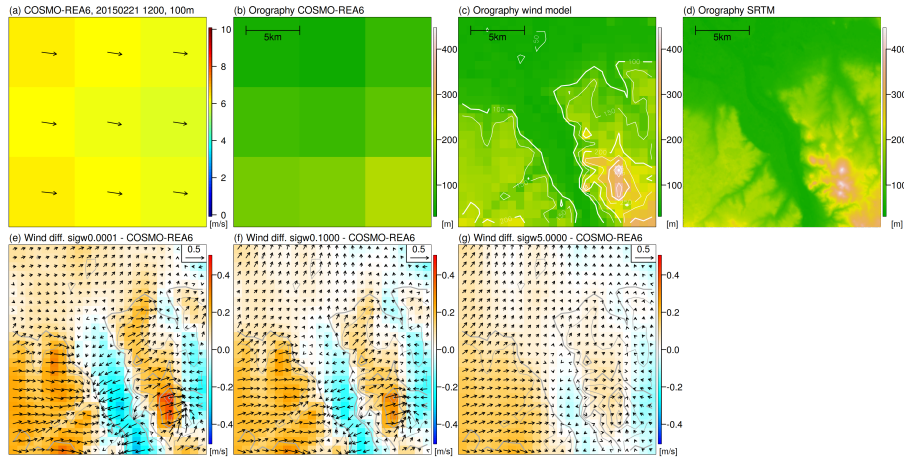 (a) COSMO-REA6, 20150221 1200, 100m
(b) Orography COSMO-REA6
(c) Orography wind model
(d) Orography SRTM
10
8
6
4
2
0
[m/s]
5km
400
300
200
100
[m]
5km
50
100
100
400
300
200
100
[m]
5km
400
300
200
100
[m]
(e) Wind diff. sigw0.0001 - COSMO-REA6
(f) Wind diff. sigw0.1000 - COSMO-REA6
(g) Wind diff. sigw5.0000 - COSMO-REA6
0.5
0.4
0.2
0.0
-0.2
-0.4
[m/s]
0.5
0.4
0.2
0.0
-0.2
-0.4
[m/s]
0.5
0.4
0.2
0.0
-0.2
-0.4
[m/s]